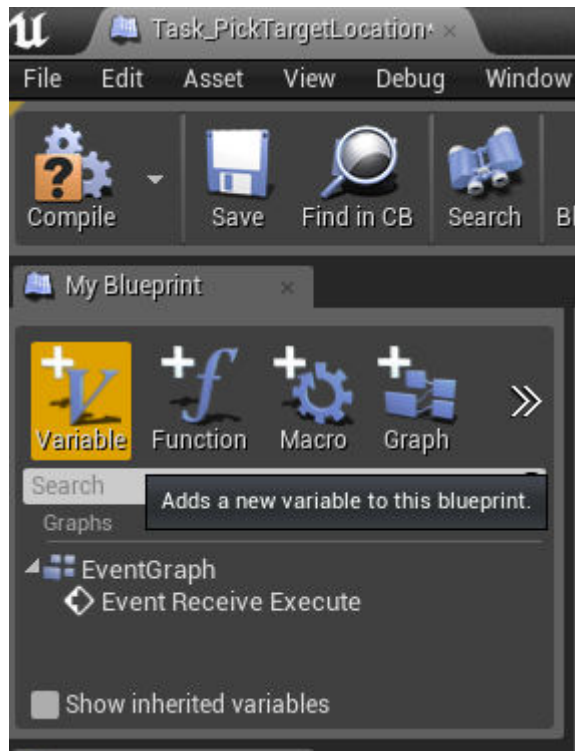 Task_PickTargetLocation*
File Edit Asset View Debug Window
Compile Save Find in CB Search Bl
My Blueprint
Variable Function Macro Graph
Search
Adds a new variable to this blueprint.
Graphs
EventGraph
Event Receive Execute
Show inherited variables